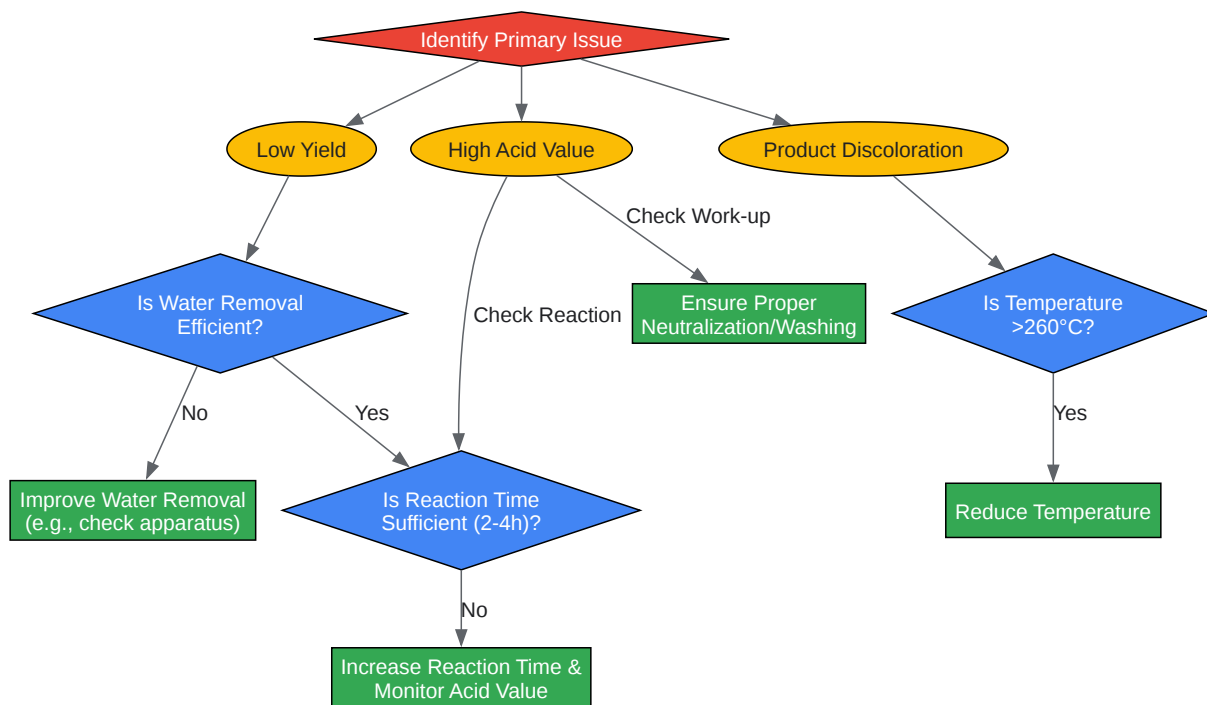 Identify Primary Issue
Low Yield
High Acid Value
Product Discoloration
Check Work-up
Is Water Removal
Efficient?
Check Reaction
Ensure Proper
Neutralization/Washing
Is Temperature
>260°C?
No
Yes
Yes
Improve Water Removal
(e.g., check apparatus)
Is Reaction Time
Sufficient (2-4h)?
Reduce Temperature
No
Increase Reaction Time &
Monitor Acid Value